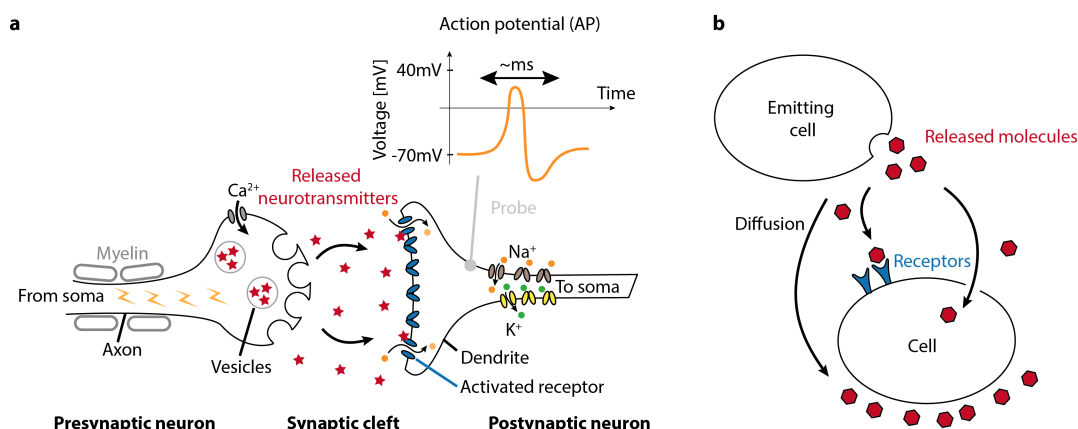 a
Action potential (AP)
40mV
~ms
Time
Voltage [mV]
-70mV
Ca2+
Released
neurotransmitters
Probe
Myelin
Na+
From soma
To soma
K+
Axon
Vesicles
Dendrite
Activated receptor
Presynaptic neuron
Synaptic cleft
Postynaptic neuron
b
Emitting
cell
Released molecules
Diffusion
Receptors
Cell